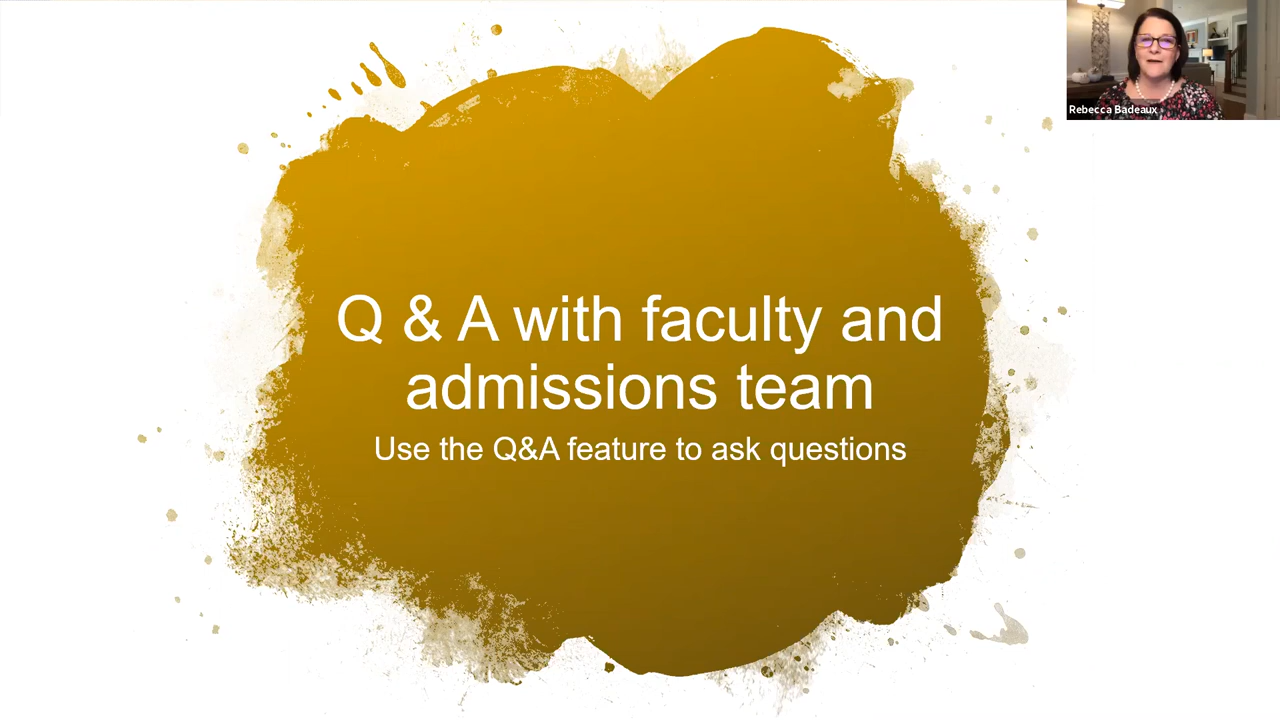 Rebecca Badeaux
Q & A with faculty and
admissions team
Use the Q&A feature to ask questions